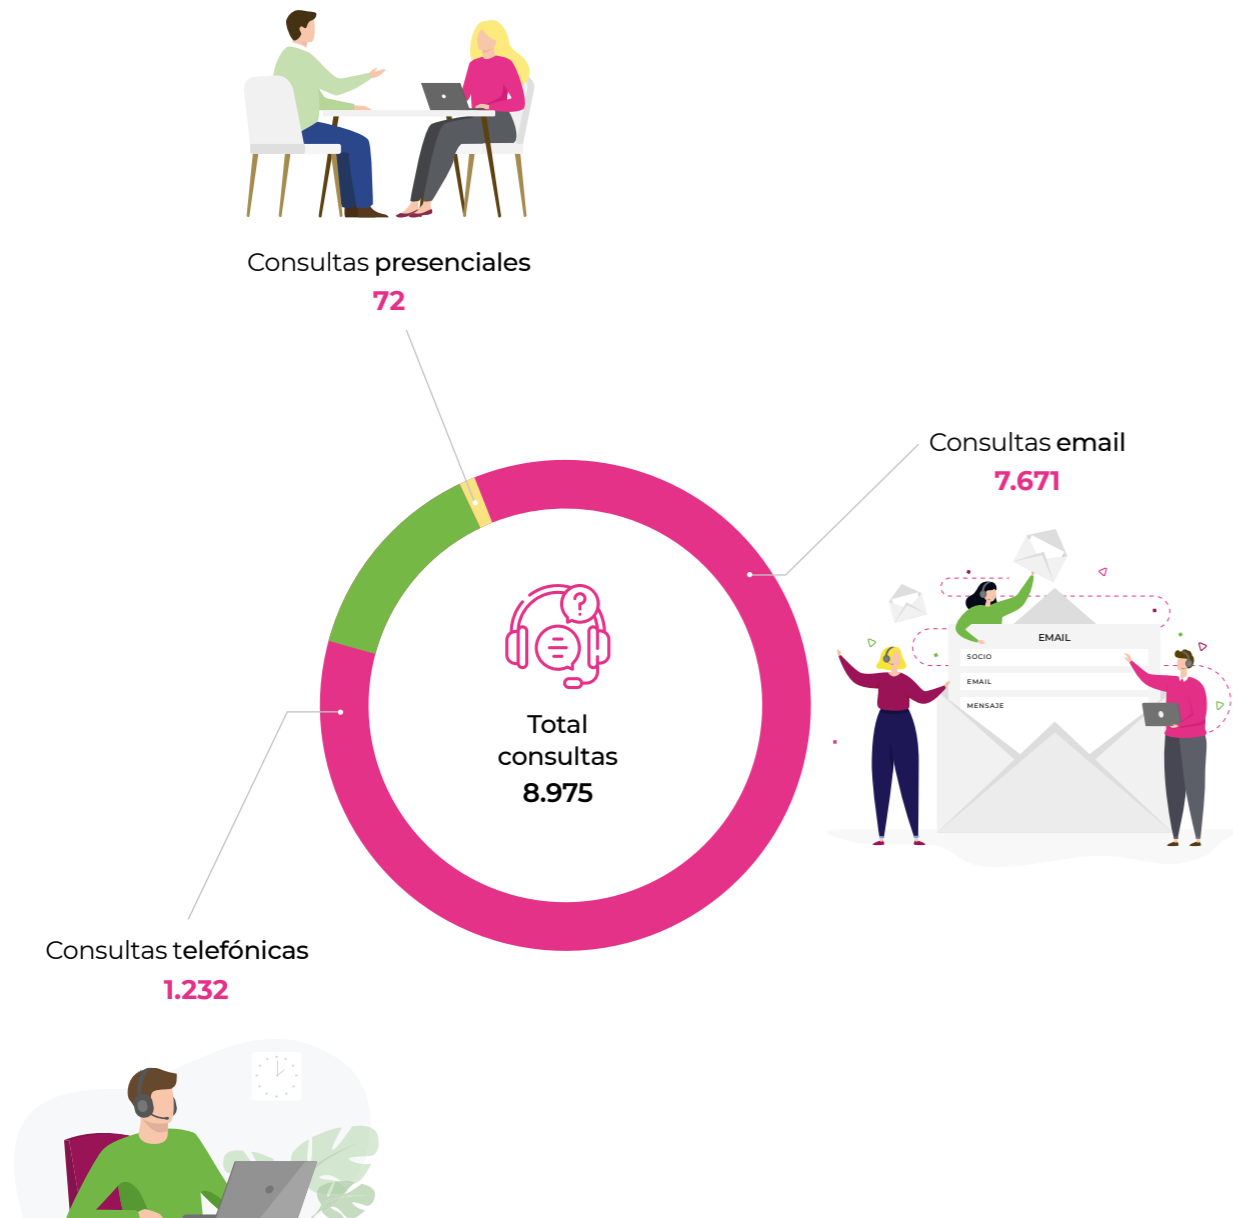 Consultas presenciales
72
Consultas email
7.671
EMAIL
SOCIO
EMAIL
MENSAJE
?
Total
consultas
8.975
Consultas telefónicas
1.232